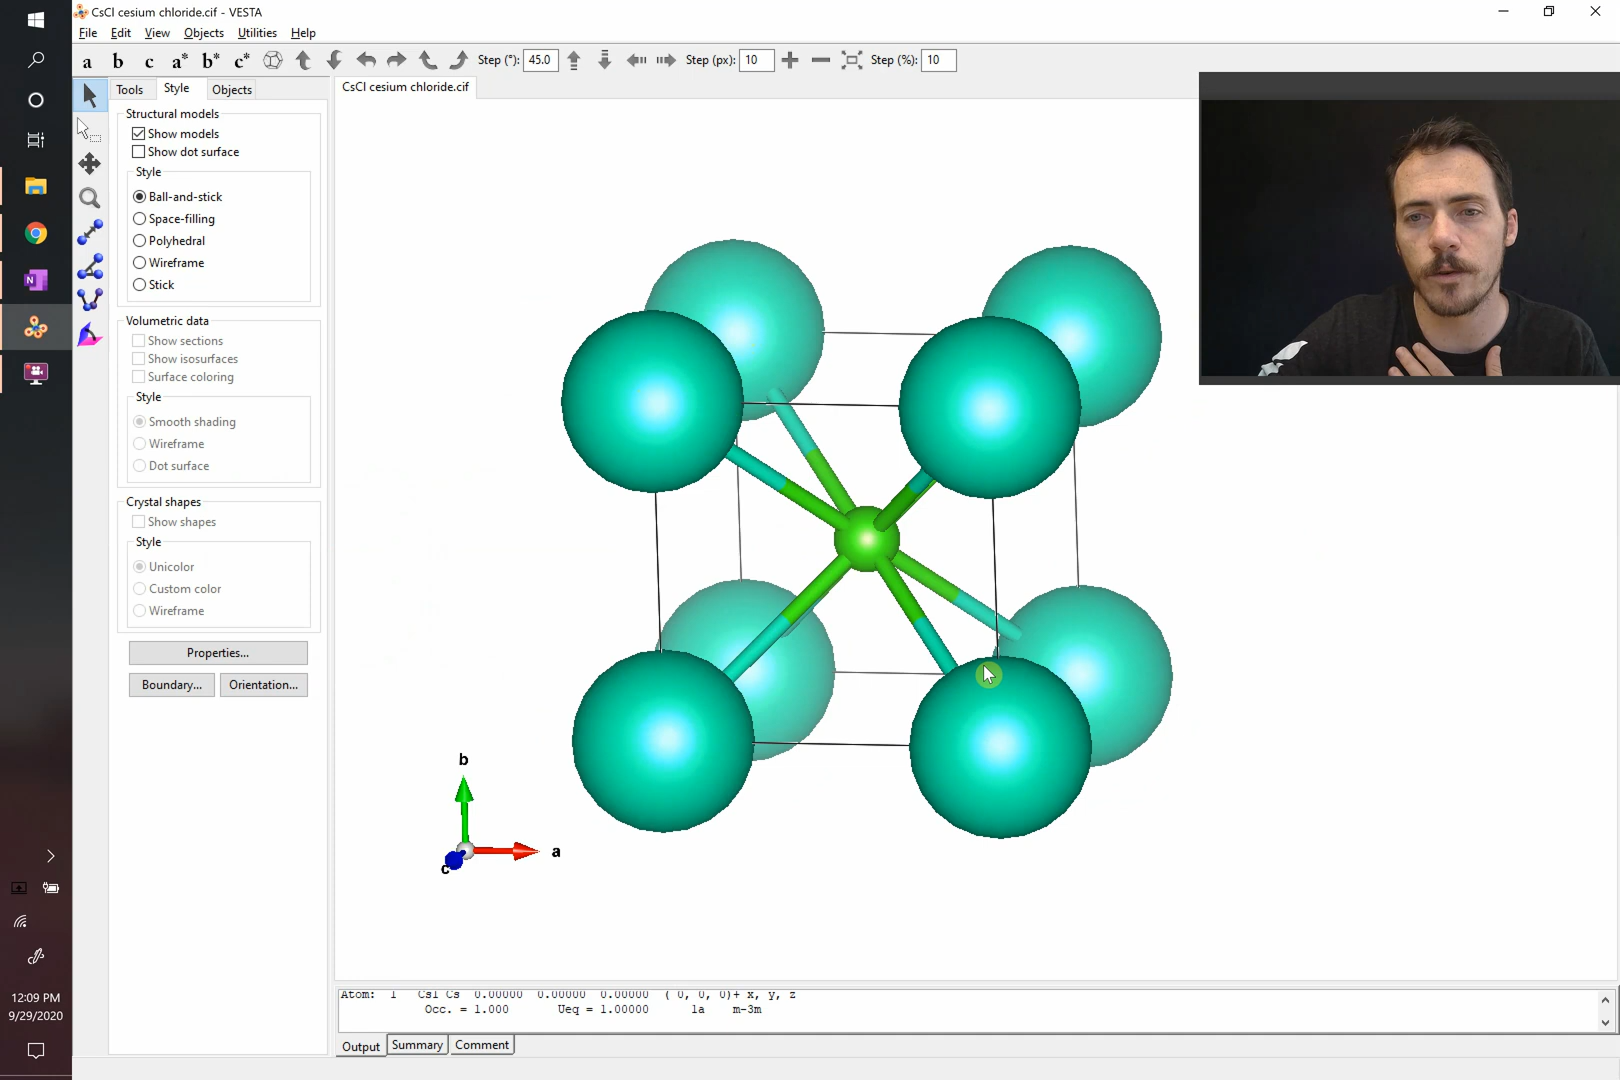 CsCl cesium chloride.cif - VESTA
File Edit View Objects Utilities Help
a b c a* b* c* Step (°): 45.0 Step (px): 10 Step (%): 10
Tools Style Objects
CsCl cesium chloride.cif
Structural models
Show models
Show dot surface
Style
Ball-and-stick
Space-filling
Polyhedral
Wireframe
Stick
Volumetric data
Show sections
Show isosurfaces
Surface coloring
Style
Smooth shading
Wireframe
Dot surface
Crystal shapes
Show shapes
Style
Unicolor
Custom color
Wireframe
Properties...
Boundary... Orientation...
b
a
c
Atom: 1 Cs1 Cs 0.00000 0.00000 0.00000 ( 0, 0, 0)+ x, y, z
Occ. = 1.000 Ueq = 1.00000 1a m-3m
Output Summary Comment
N
12:09 PM
9/29/2020